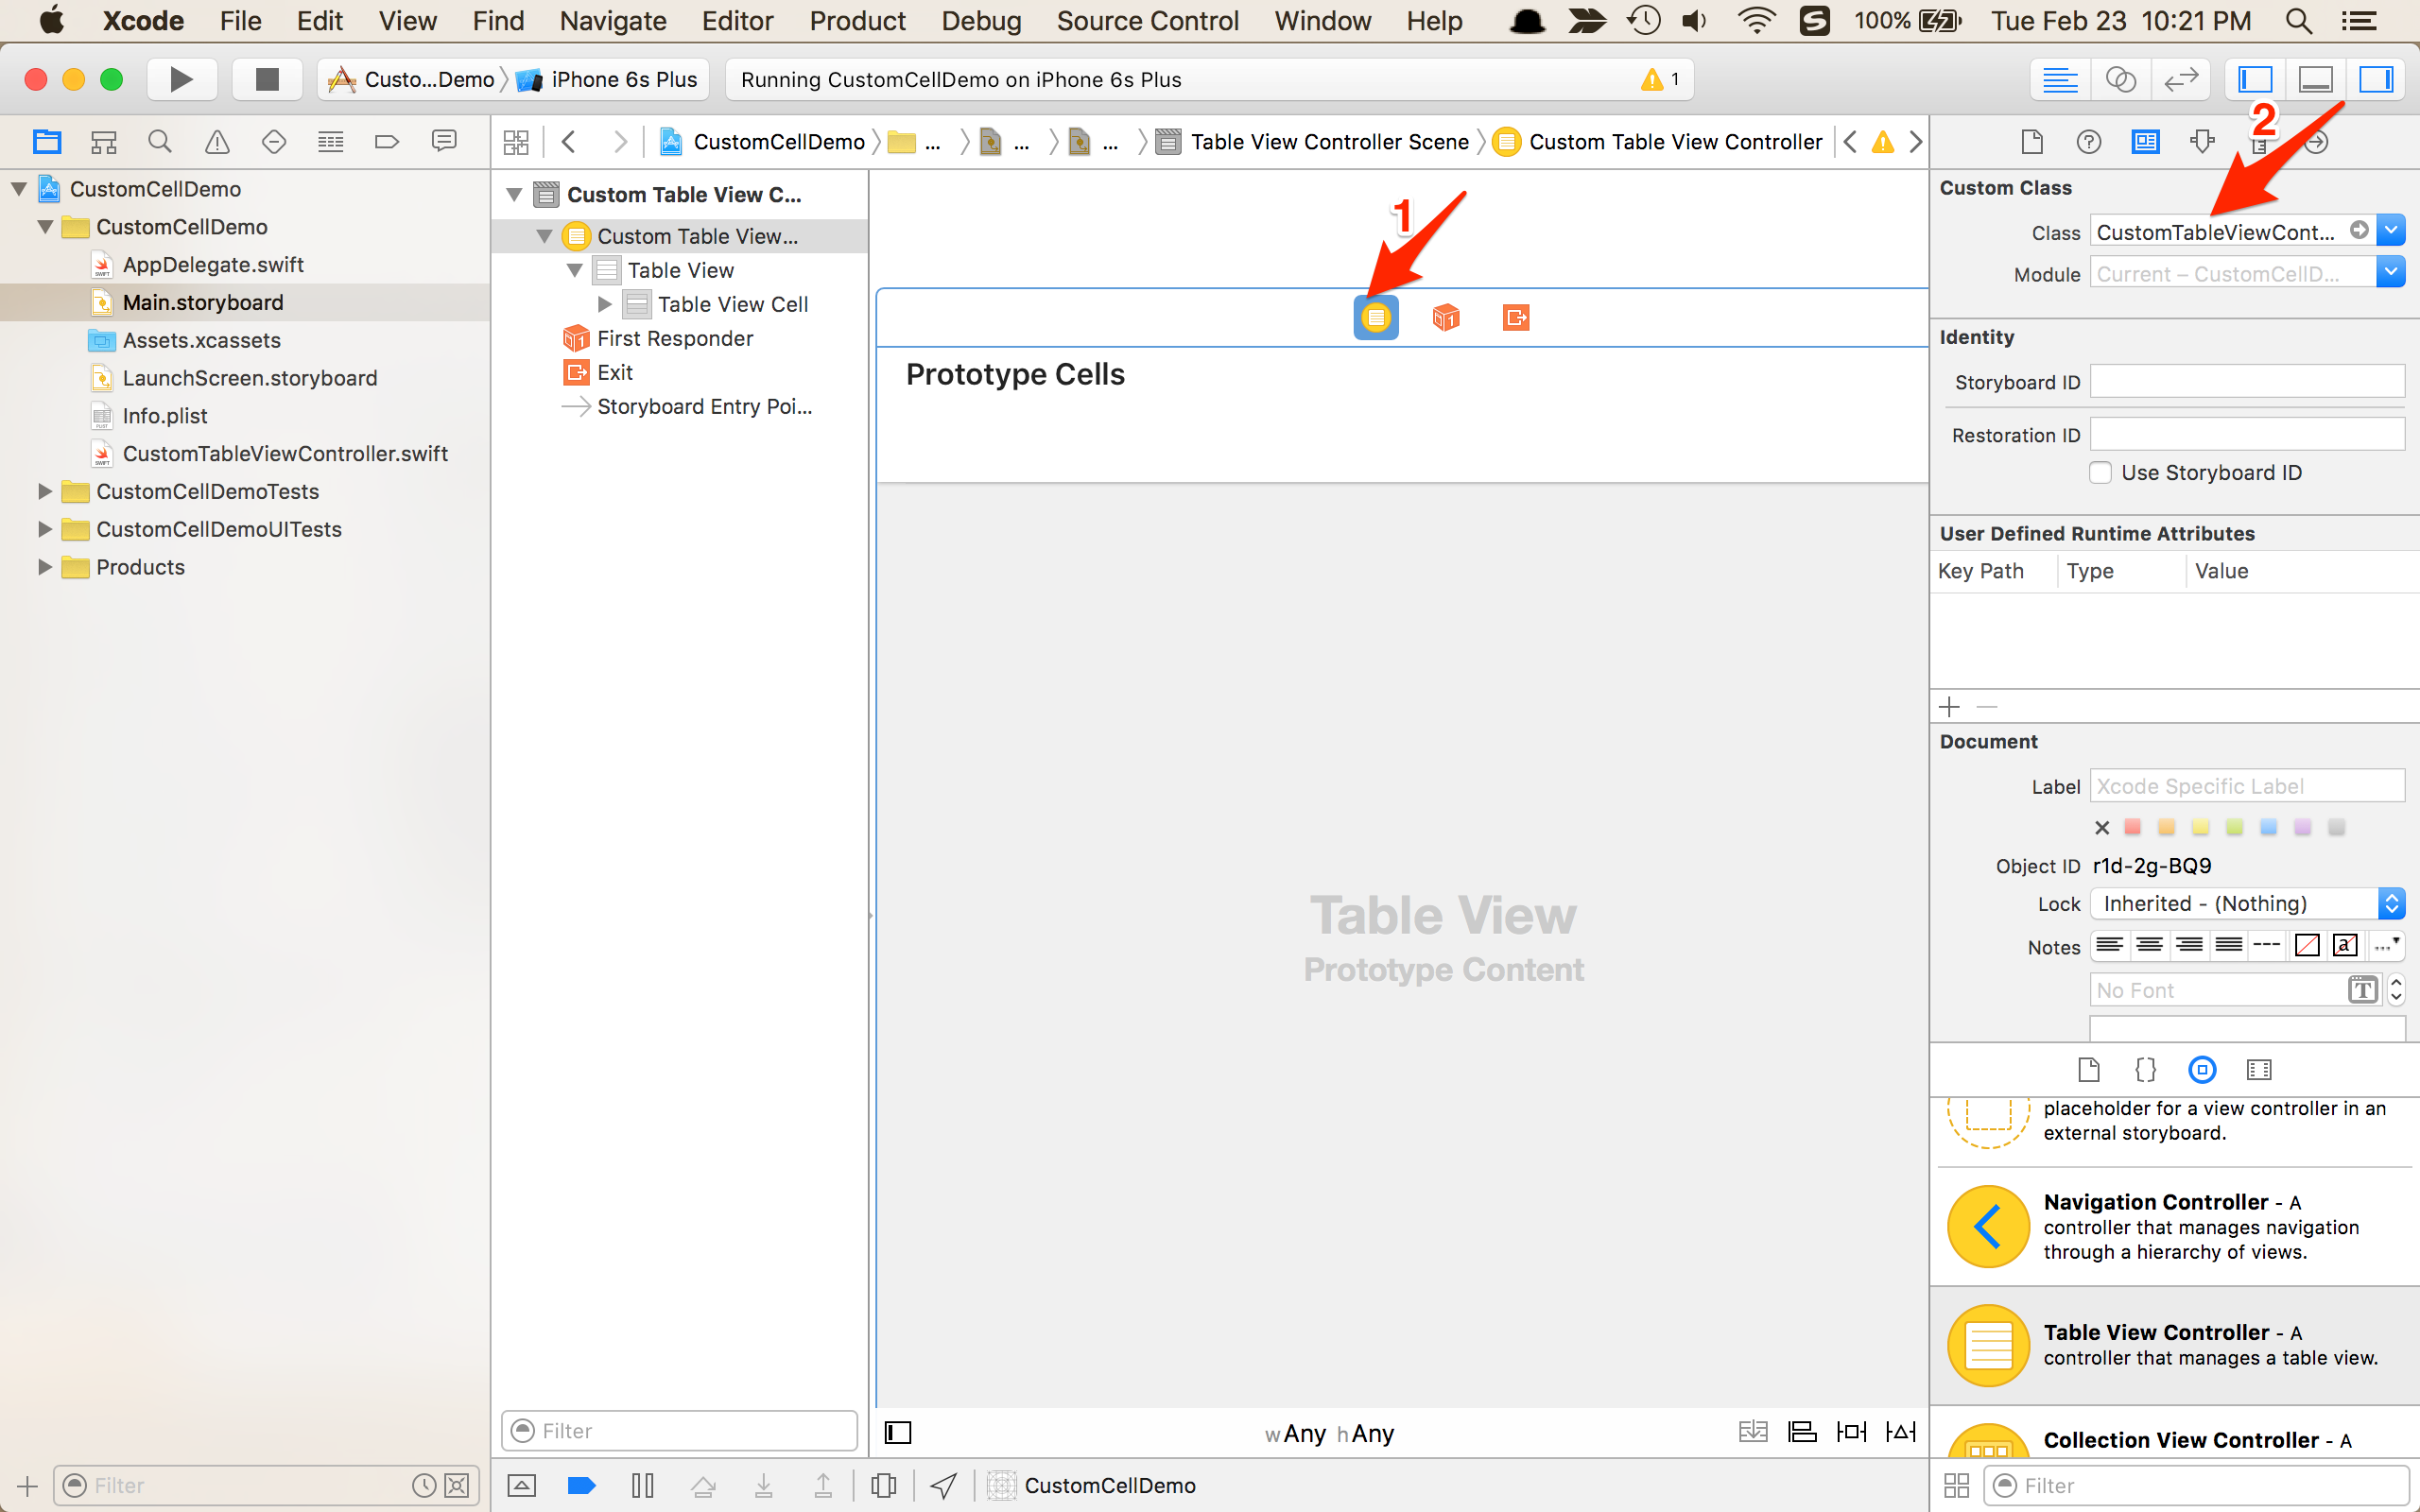 Xcode File Edit View Find Navigate Editor Product Debug Source Control Window Help 100% Tue Feb 23 10:21 PM
Custo...Demo iPhone 6s Plus Running CustomCellDemo on iPhone 6s Plus 1
CustomCellDemo ... ... ... Table View Controller Scene Custom Table View Controller
CustomCellDemo
CustomCellDemo
AppDelegate.swift
Main.storyboard
Assets.xcassets
LaunchScreen.storyboard
Info.plist
CustomTableViewController.swift
CustomCellDemoTests
CustomCellDemoUITests
Products
Filter
Custom Table View C...
Custom Table View...
Table View
Table View Cell
First Responder
Exit
Storyboard Entry Poi...
Filter
1
Prototype Cells
Table View
Prototype Content
wAny hAny
CustomCellDemo
2
Custom Class
Class CustomTableViewCont...
Module Current – CustomCellD...
Identity
Storyboard ID
Restoration ID
Use Storyboard ID
User Defined Runtime Attributes
Key Path Type Value
Document
Label Xcode Specific Label
Object ID r1d-2g-BQ9
Lock Inherited - (Nothing)
Notes
No Font
placeholder for a view controller in an
external storyboard.
Navigation Controller - A
controller that manages navigation
through a hierarchy of views.
Table View Controller - A
controller that manages a table view.
Collection View Controller - A
Filter